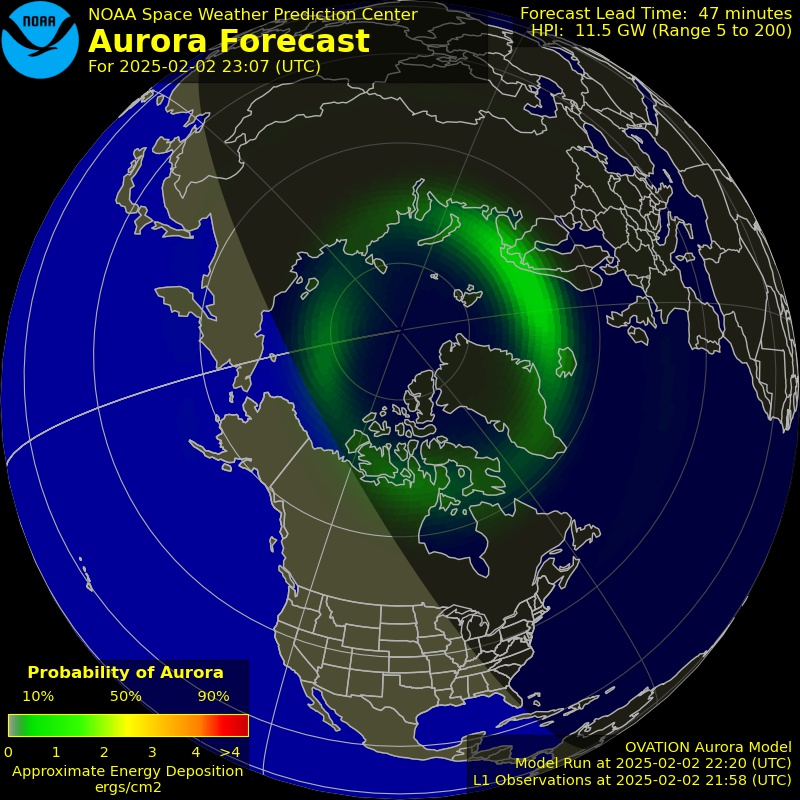 NOAA
NOAA Space Weather Prediction Center
Aurora Forecast
For 2025-02-02 23:07 (UTC)
Forecast Lead Time:  47 minutes
HPI:  11.5 GW (Range 5 to 200)
Probability of Aurora
10% 50% 90%
0 1 2 3 4 >4
Approximate Energy Deposition
ergs/cm2
OVATION Aurora Model
Model Run at 2025-02-02 22:20 (UTC)
L1 Observations at 2025-02-02 21:58 (UTC)